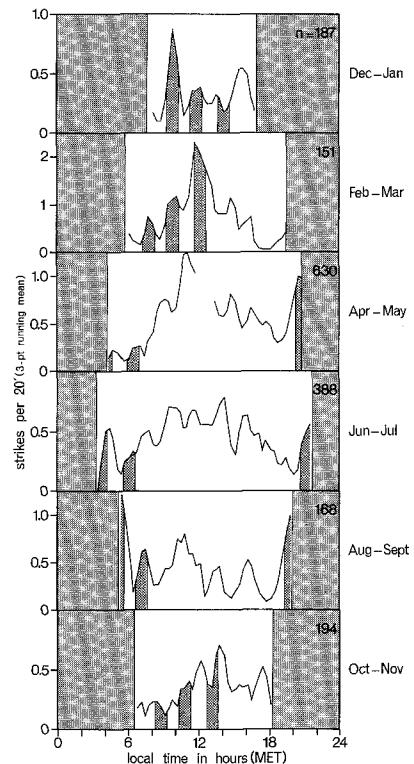 1.0
n=187
0.5
Dec–Jan
0
151
2
Feb–Mar
1
0
630
1.0
Apr–May
0.5
0
388
Jun–Jul
0.5
0
168
1.0
Aug–Sept
0.5
0
194
Oct–Nov
0.5
0
strikes per 20′ (3-pt running mean)
0 6 12 18 24
local time in hours (MET)